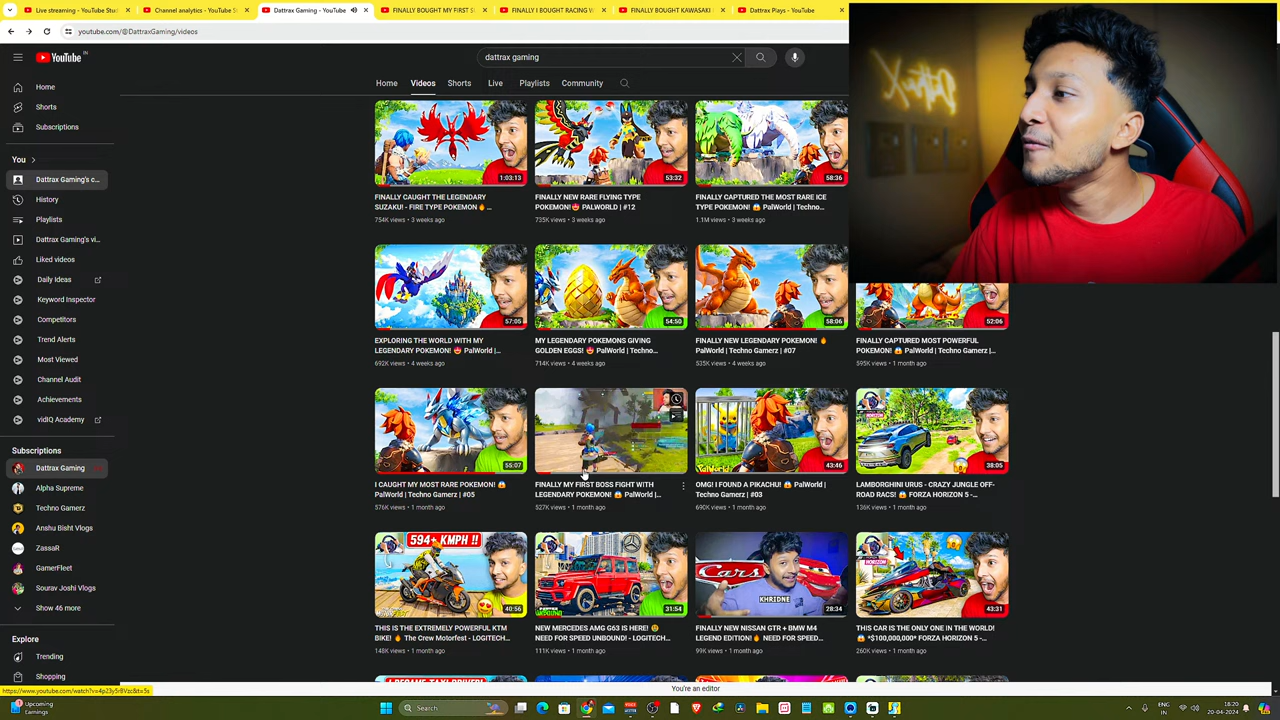 Live streaming - YouTube Stu
Channel analytics - YouTube S
Dattrax Gaming - YouTube
FINALLY BOUGHT MY FIRST S
FINALLY I BOUGHT RACING W
FINALLY BOUGHT KAWASAKI
Dattrax Plays - YouTube
youtube.com/@DattraxGaming/videos
YouTube IN
dattrax gaming
Home
Videos
Shorts
Live
Playlists
Community
Home
Shorts
Subscriptions
You
Dattrax Gaming's c...
History
Playlists
Dattrax Gaming's vi...
Liked videos
Daily Ideas
Keyword Inspector
Competitors
Trend Alerts
Most Viewed
Channel Audit
Achievements
vidIQ Academy
Subscriptions
Dattrax Gaming
Alpha Supreme
Techno Gamerz
Anshu Bisht Vlogs
ZassaR
GamerFleet
Sourav Joshi Vlogs
Show 46 more
Explore
Trending
Shopping
1:03:13
53:32
58:36
FINALLY CAUGHT THE LEGENDARY
SUZAKU! - FIRE TYPE POKEMON🔥...
754K views • 3 weeks ago
FINALLY NEW RARE FLYING TYPE
POKEMON!😍 PALWORLD | #12
735K views • 3 weeks ago
FINALLY CAPTURED THE MOST RARE ICE
TYPE POKEMON! 😱 PalWorld | Techno...
1.1M views • 3 weeks ago
57:05
54:50
58:06
52:06
EXPLORING THE WORLD WITH MY
LEGENDARY POKEMON! 😍 PalWorld |...
692K views • 4 weeks ago
MY LEGENDARY POKEMONS GIVING
GOLDEN EGGS! 😍 PalWorld | Techno...
714K views • 4 weeks ago
FINALLY NEW LEGENDARY POKEMON! 🔥
PalWorld | Techno Gamerz | #07
535K views • 4 weeks ago
FINALLY CAPTURED MOST POWERFUL
POKEMON! 😱 PalWorld | Techno Gamerz |...
595K views • 1 month ago
55:07
PalWorld
43:46
38:05
I CAUGHT MY MOST RARE POKEMON! 😱
PalWorld | Techno Gamerz | #05
576K views • 1 month ago
FINALLY MY FIRST BOSS FIGHT WITH
LEGENDARY POKEMON! 😱 PalWorld |...
527K views • 1 month ago
OMG! I FOUND A PIKACHU! 😱 PalWorld |
Techno Gamerz | #03
690K views • 1 month ago
LAMBORGHINI URUS - CRAZY JUNGLE OFF-
ROAD RACS! 😱 FORZA HORIZON 5 -...
136K views • 1 month ago
594+ KMPH !!
40:56
31:54
Cars
KHRIDNE
28:34
HORIZON
43:31
THIS IS THE EXTREMELY POWERFUL KTM
BIKE! 🔥 The Crew Motorfest - LOGITECH...
148K views • 1 month ago
NEW MERCEDES AMG G63 IS HERE! 😲
NEED FOR SPEED UNBOUND! - LOGITECH...
111K views • 1 month ago
FINALLY NEW NISSAN GTR + BMW M4
LEGEND EDITION!🔥 NEED FOR SPEED...
99K views • 1 month ago
THIS CAR IS THE ONLY ONE IN THE WORLD!
😱 *$100,000,000* FORZA HORIZON 5 -...
260K views • 1 month ago
You're an editor
Upcoming
Earnings
Search
ENG
IN
18:20
20-04-2024